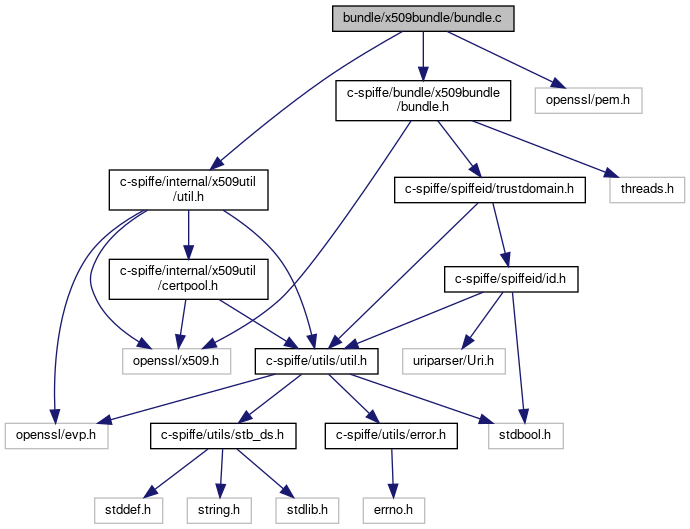 bundle/x509bundle/bundle.c
c-spiffe/bundle/x509bundle
/bundle.h
openssl/pem.h
c-spiffe/internal/x509util
/util.h
c-spiffe/spiffeid/trustdomain.h
threads.h
c-spiffe/internal/x509util
/certpool.h
c-spiffe/spiffeid/id.h
openssl/x509.h
c-spiffe/utils/util.h
uriparser/Uri.h
openssl/evp.h
c-spiffe/utils/stb_ds.h
c-spiffe/utils/error.h
stdbool.h
stddef.h
string.h
stdlib.h
errno.h